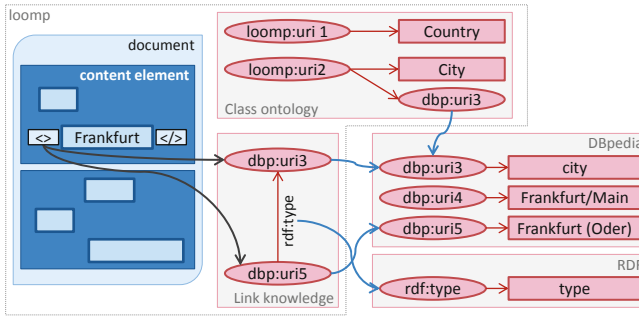 loomp
document
content element
<> Frankfurt </>
loomp:uri 1 Country
loomp:uri2 City
dbp:uri3
Class ontology
dbp:uri3
rdf:type
dbp:uri5
Link knowledge
DBpedia
dbp:uri3 city
dbp:uri4 Frankfurt/Main
dbp:uri5 Frankfurt (Oder)
RDF
rdf:type type